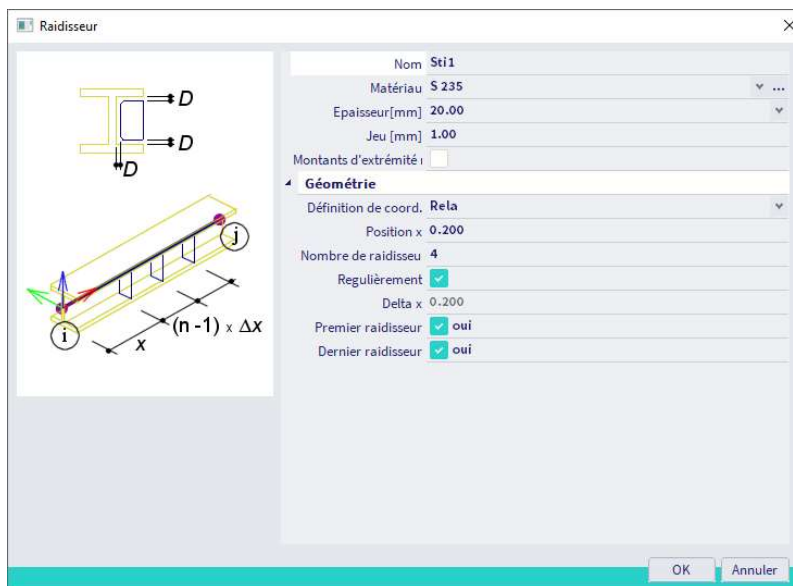 Raidisseur
D
D
D
j
i
x
(n -1) x Δx
Nom Sti1
Matériau S 235 ...
Epaisseur[mm] 20.00
Jeu [mm] 1.00
Montants d'extrémité
Géométrie
Définition de coord. Rela
Position x 0.200
Nombre de raidisseu 4
Regulièrement
Delta x 0.200
Premier raidisseur oui
Dernier raidisseur oui
OK Annuler